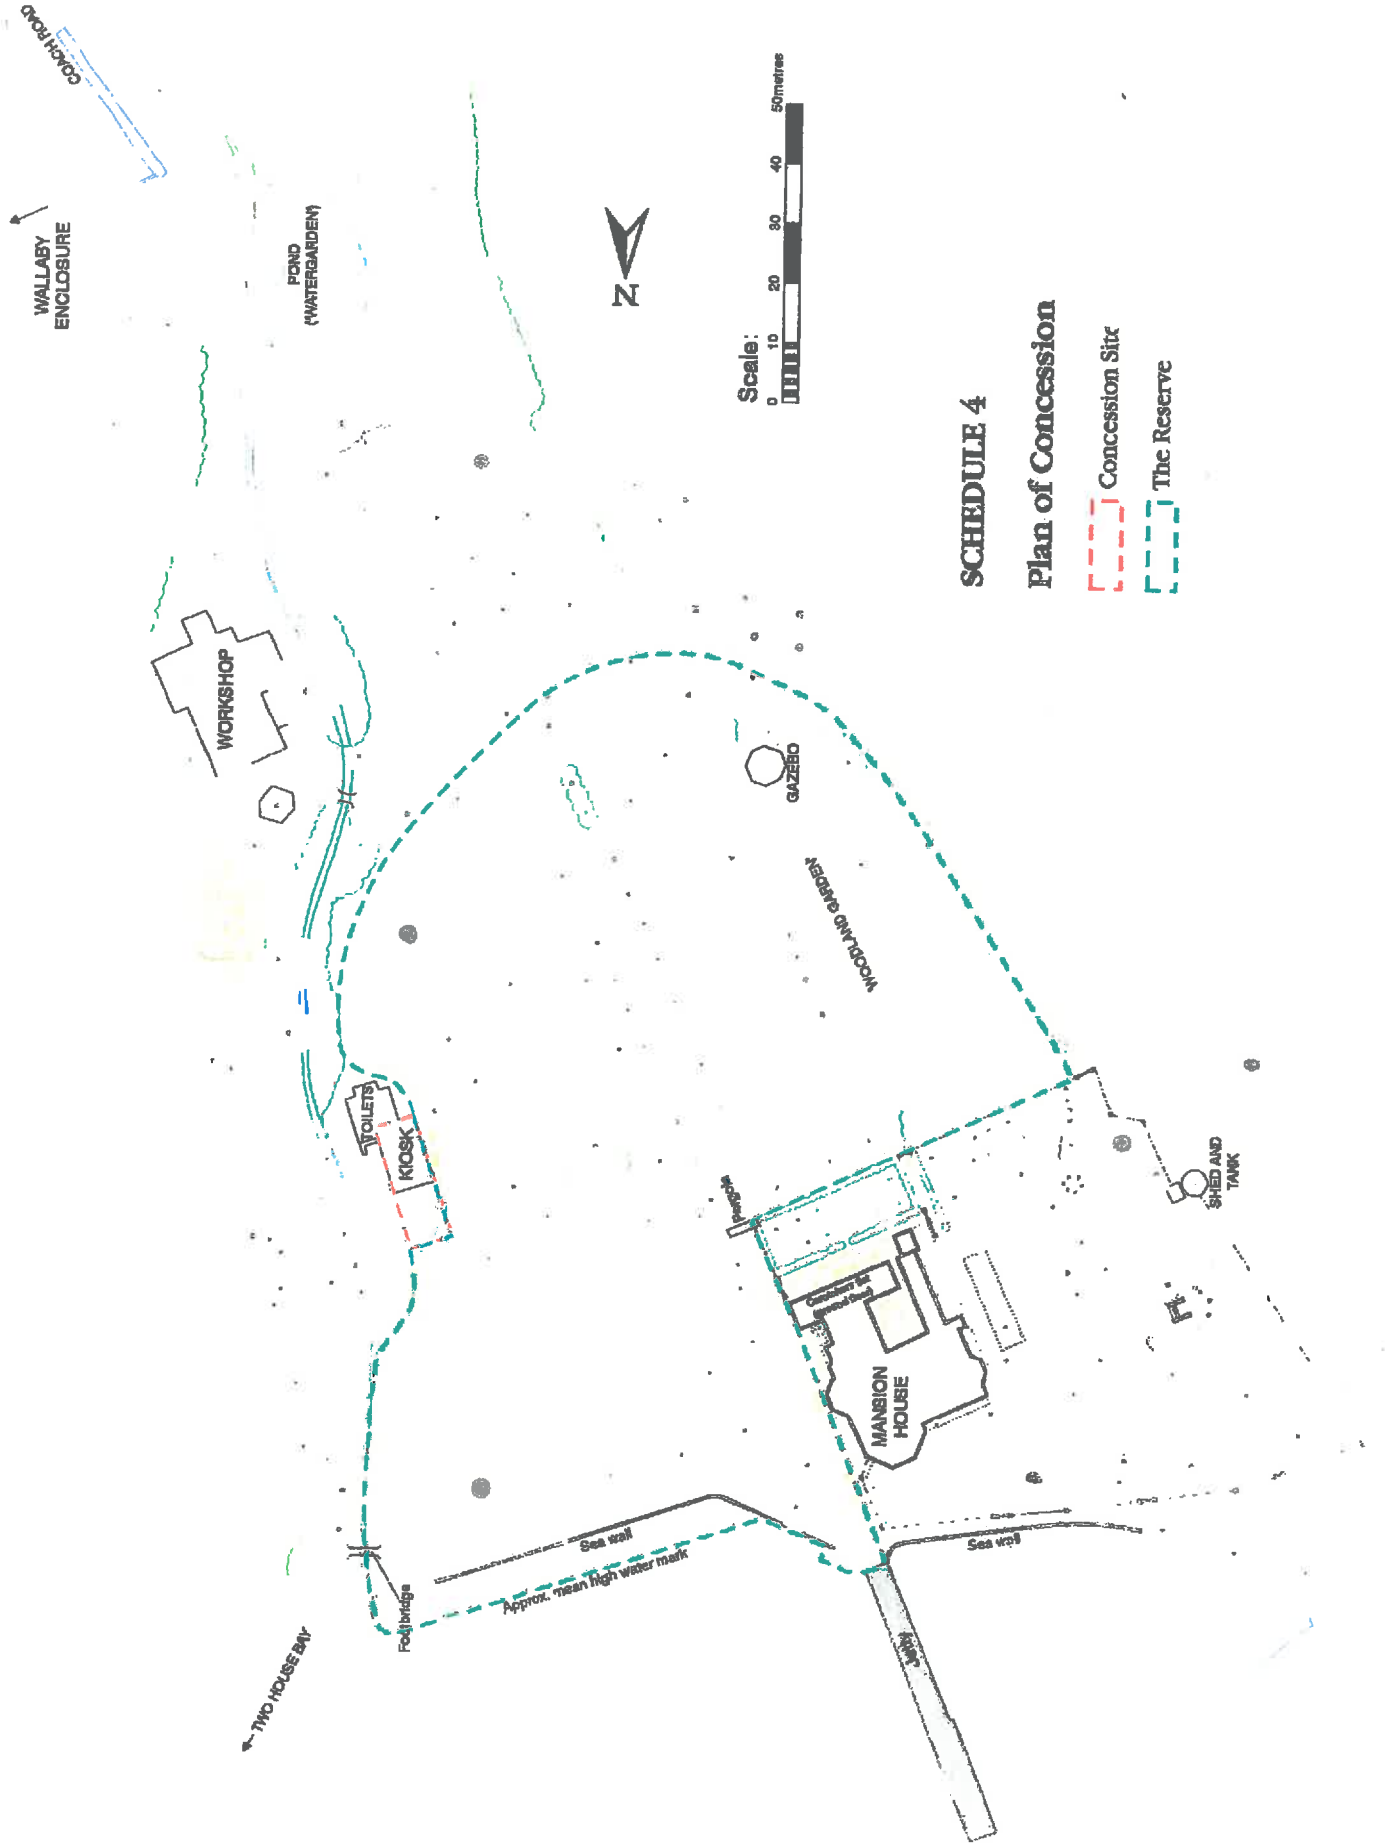 COACH ROAD
WALLABY
ENCLOSURE
POND
('WATERGARDEN')
WORKSHOP
N
Scale:
0 10 20 30 40 50metres
SCHEDULE 4
Plan of Concession
Concession Site
The Reserve
GAZEBO
WOODLAND GARDEN
TOILETS
KIOSK
Pergola
SHED AND
TANK
MANSION
HOUSE
Sea wall
Approx. mean high water mark
Sea wall
Footbridge
TWO HOUSE BAY
Jetty